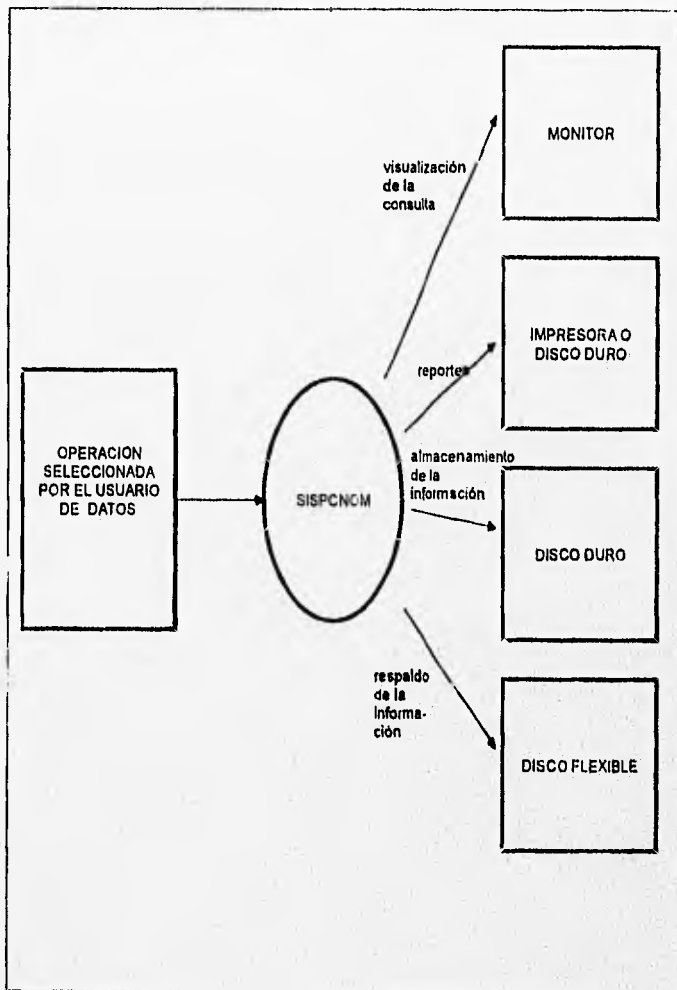 MONITOR
visualización
de la
consulta
IMPRESORA O
DISCO DURO
reportes
OPERACION
SELECCIONADA
POR EL USUARIO
DE DATOS
SISPCNOM
almacenamiento
de la
información
DISCO DURO
respaldo
de la
Informa-
ción
DISCO FLEXIBLE